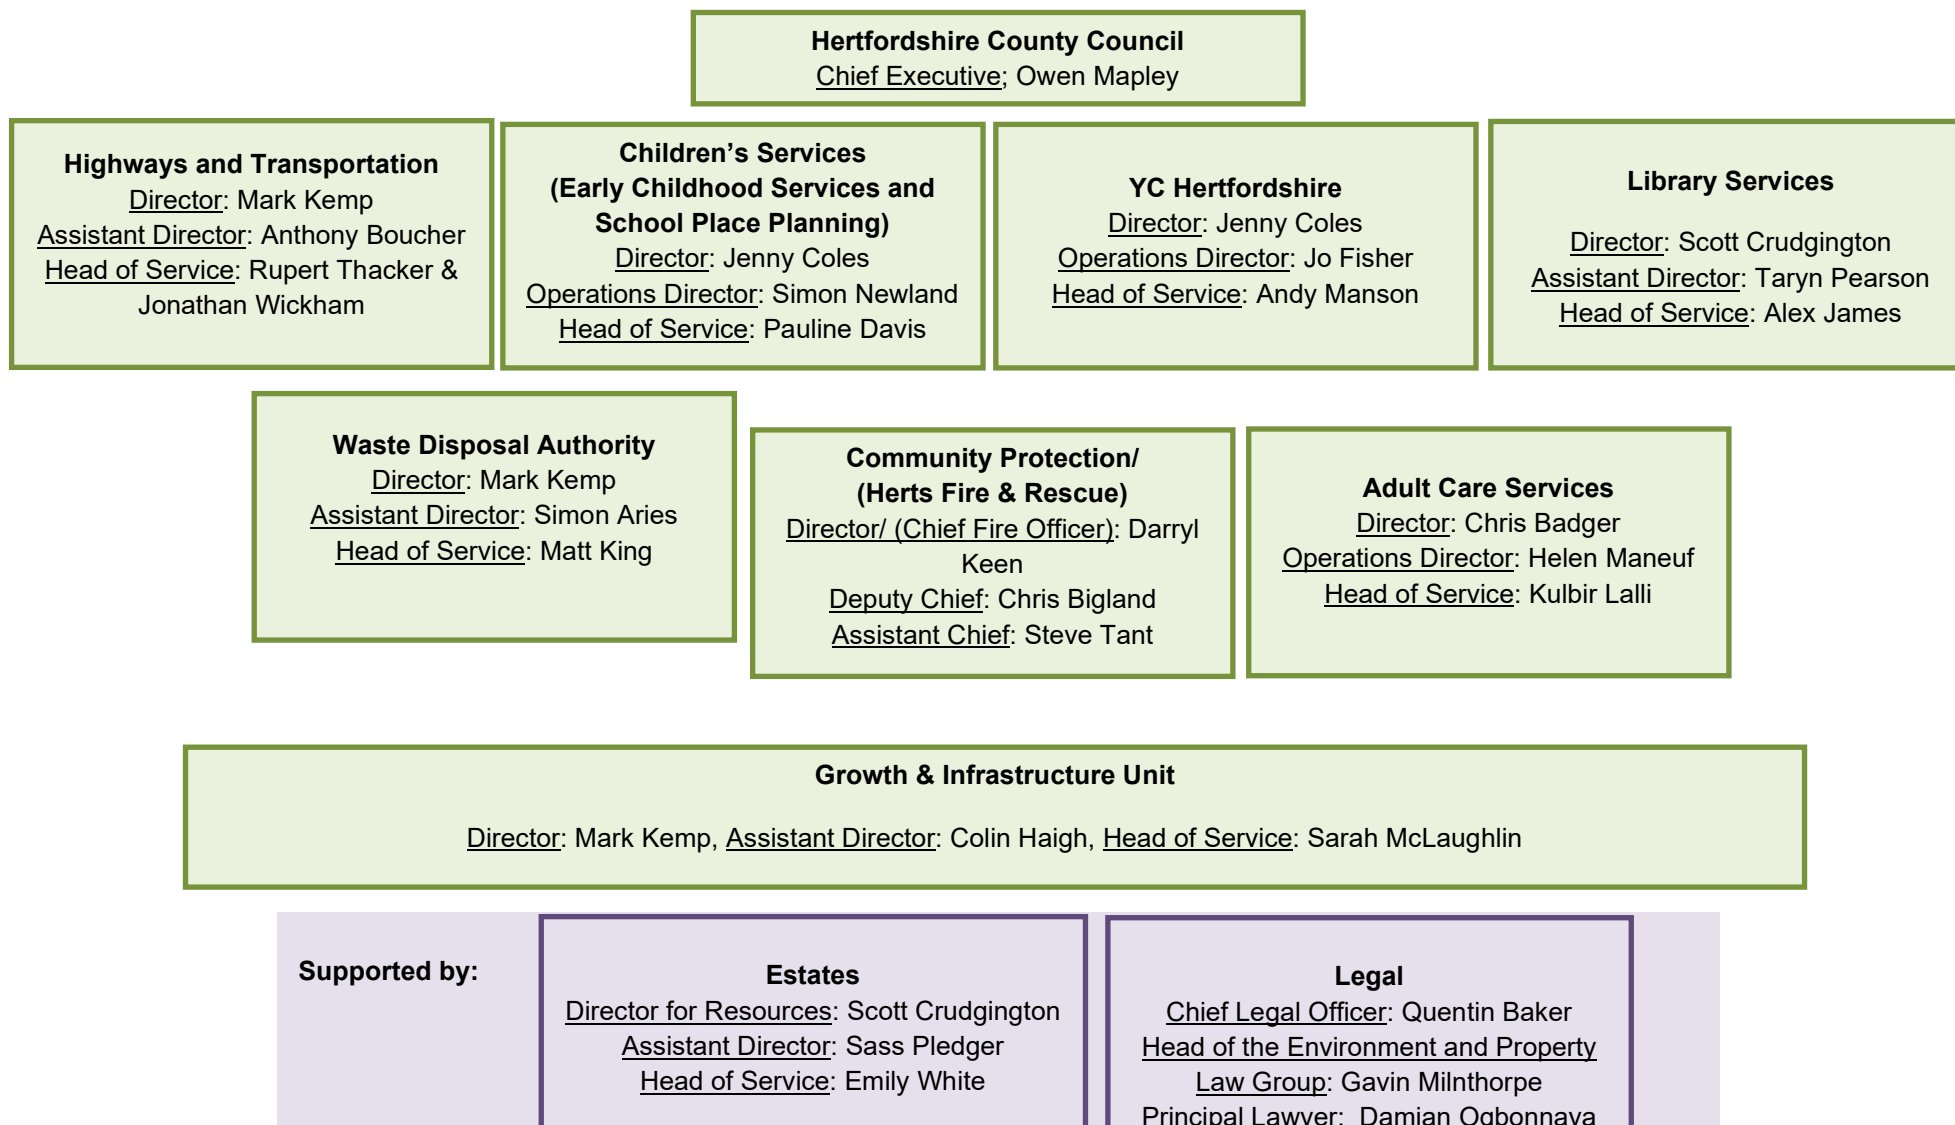 Hertfordshire County Council
Chief Executive; Owen Mapley
Highways and Transportation
Director: Mark Kemp
Assistant Director: Anthony Boucher
Head of Service: Rupert Thacker &
Jonathan Wickham
Children’s Services
(Early Childhood Services and
School Place Planning)
Director: Jenny Coles
Operations Director: Simon Newland
Head of Service: Pauline Davis
YC Hertfordshire
Director: Jenny Coles
Operations Director: Jo Fisher
Head of Service: Andy Manson
Library Services
Director: Scott Crudgington
Assistant Director: Taryn Pearson
Head of Service: Alex James
Waste Disposal Authority
Director: Mark Kemp
Assistant Director: Simon Aries
Head of Service: Matt King
Community Protection/
(Herts Fire & Rescue)
Director/ (Chief Fire Officer): Darryl
Keen
Deputy Chief: Chris Bigland
Assistant Chief: Steve Tant
Adult Care Services
Director: Chris Badger
Operations Director: Helen Maneuf
Head of Service: Kulbir Lalli
Growth & Infrastructure Unit
Director: Mark Kemp, Assistant Director: Colin Haigh, Head of Service: Sarah McLaughlin
Supported by:
Estates
Director for Resources: Scott Crudgington
Assistant Director: Sass Pledger
Head of Service: Emily White
Legal
Chief Legal Officer: Quentin Baker
Head of the Environment and Property
Law Group: Gavin Milnthorpe
Principal Lawyer: Damian Ogbonnaya